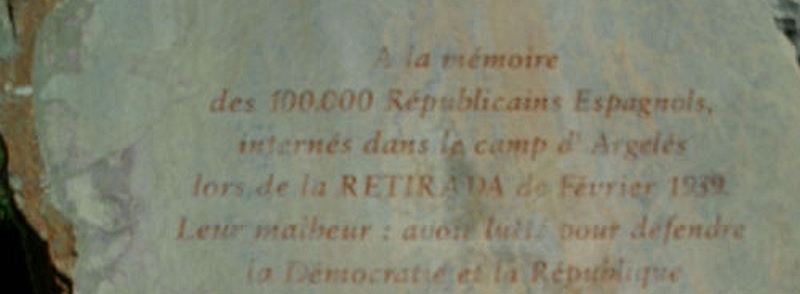 A la mémoire
des 100.000 Républicains Espagnols,
internés dans le camp d' Argelés
lors de la RETIRADA de Février 1939.
Leur malheur : avoir lutté pour défendre
la Démocratie et la République